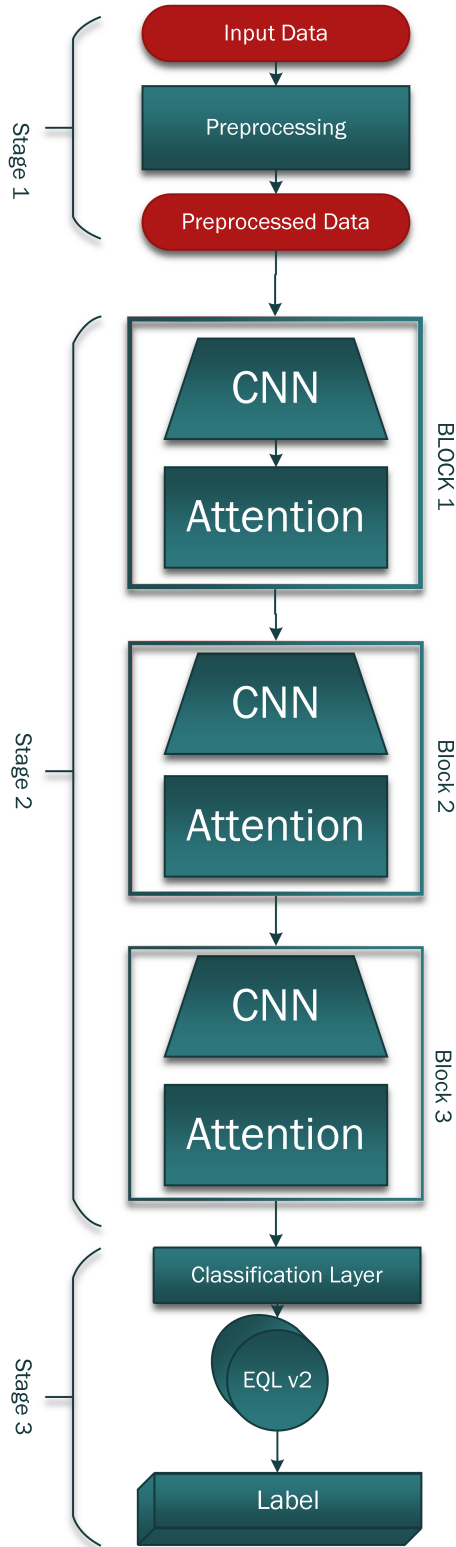 Input Data
Preprocessing
Preprocessed Data
Stage 1
CNN
Attention
BLOCK 1
CNN
Attention
Block 2
Stage 2
CNN
Attention
Block 3
Classification Layer
EQL v2
Stage 3
Label